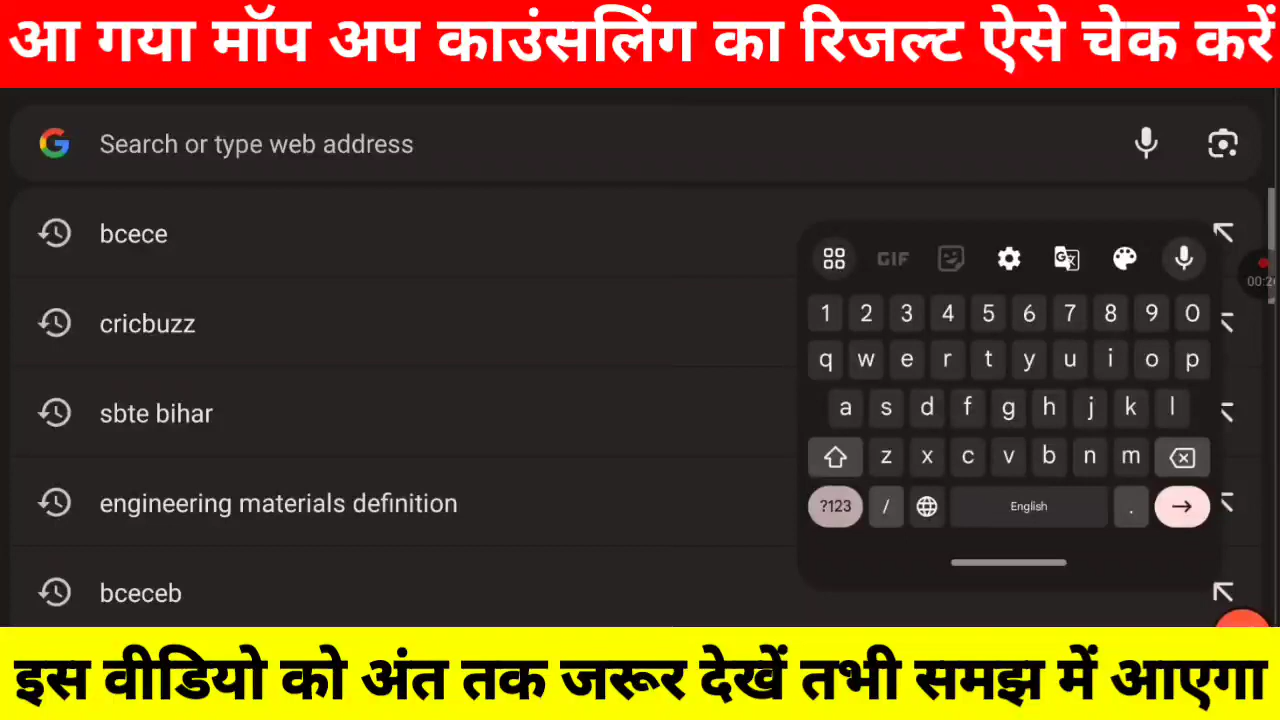 आ गया मॉप अप काउंसलिंग का रिजल्ट ऐसे चेक करें
Search or type web address
bcece
cricbuzz
sbte bihar
engineering materials definition
bceceb
GIF
00:2
1 2 3 4 5 6 7 8 9 0
q w e r t y u i o p
a s d f g h j k l
z x c v b n m
?123 / English .
इस वीडियो को अंत तक जरूर देखें तभी समझ में आएगा